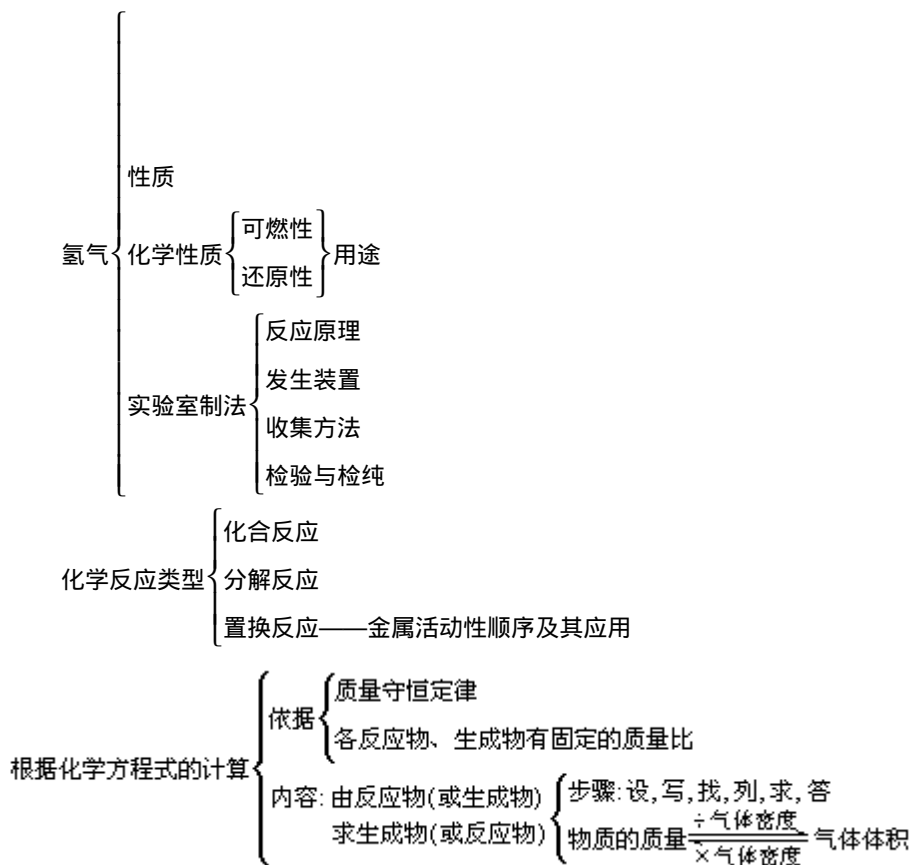 性质
氢气 化学性质 可燃性 用途
还原性
实验室制法 反应原理
发生装置
收集方法
检验与检纯
化学反应类型 化合反应
分解反应
置换反应——金属活动性顺序及其应用
根据化学方程式的计算 依据 质量守恒定律
各反应物、生成物有固定的质量比
内容: 由反应物(或生成物) 步骤: 设,写,找,列,求,答
求生成物(或反应物) 物质的质量 ÷气体密度 ×气体密度 气体体积